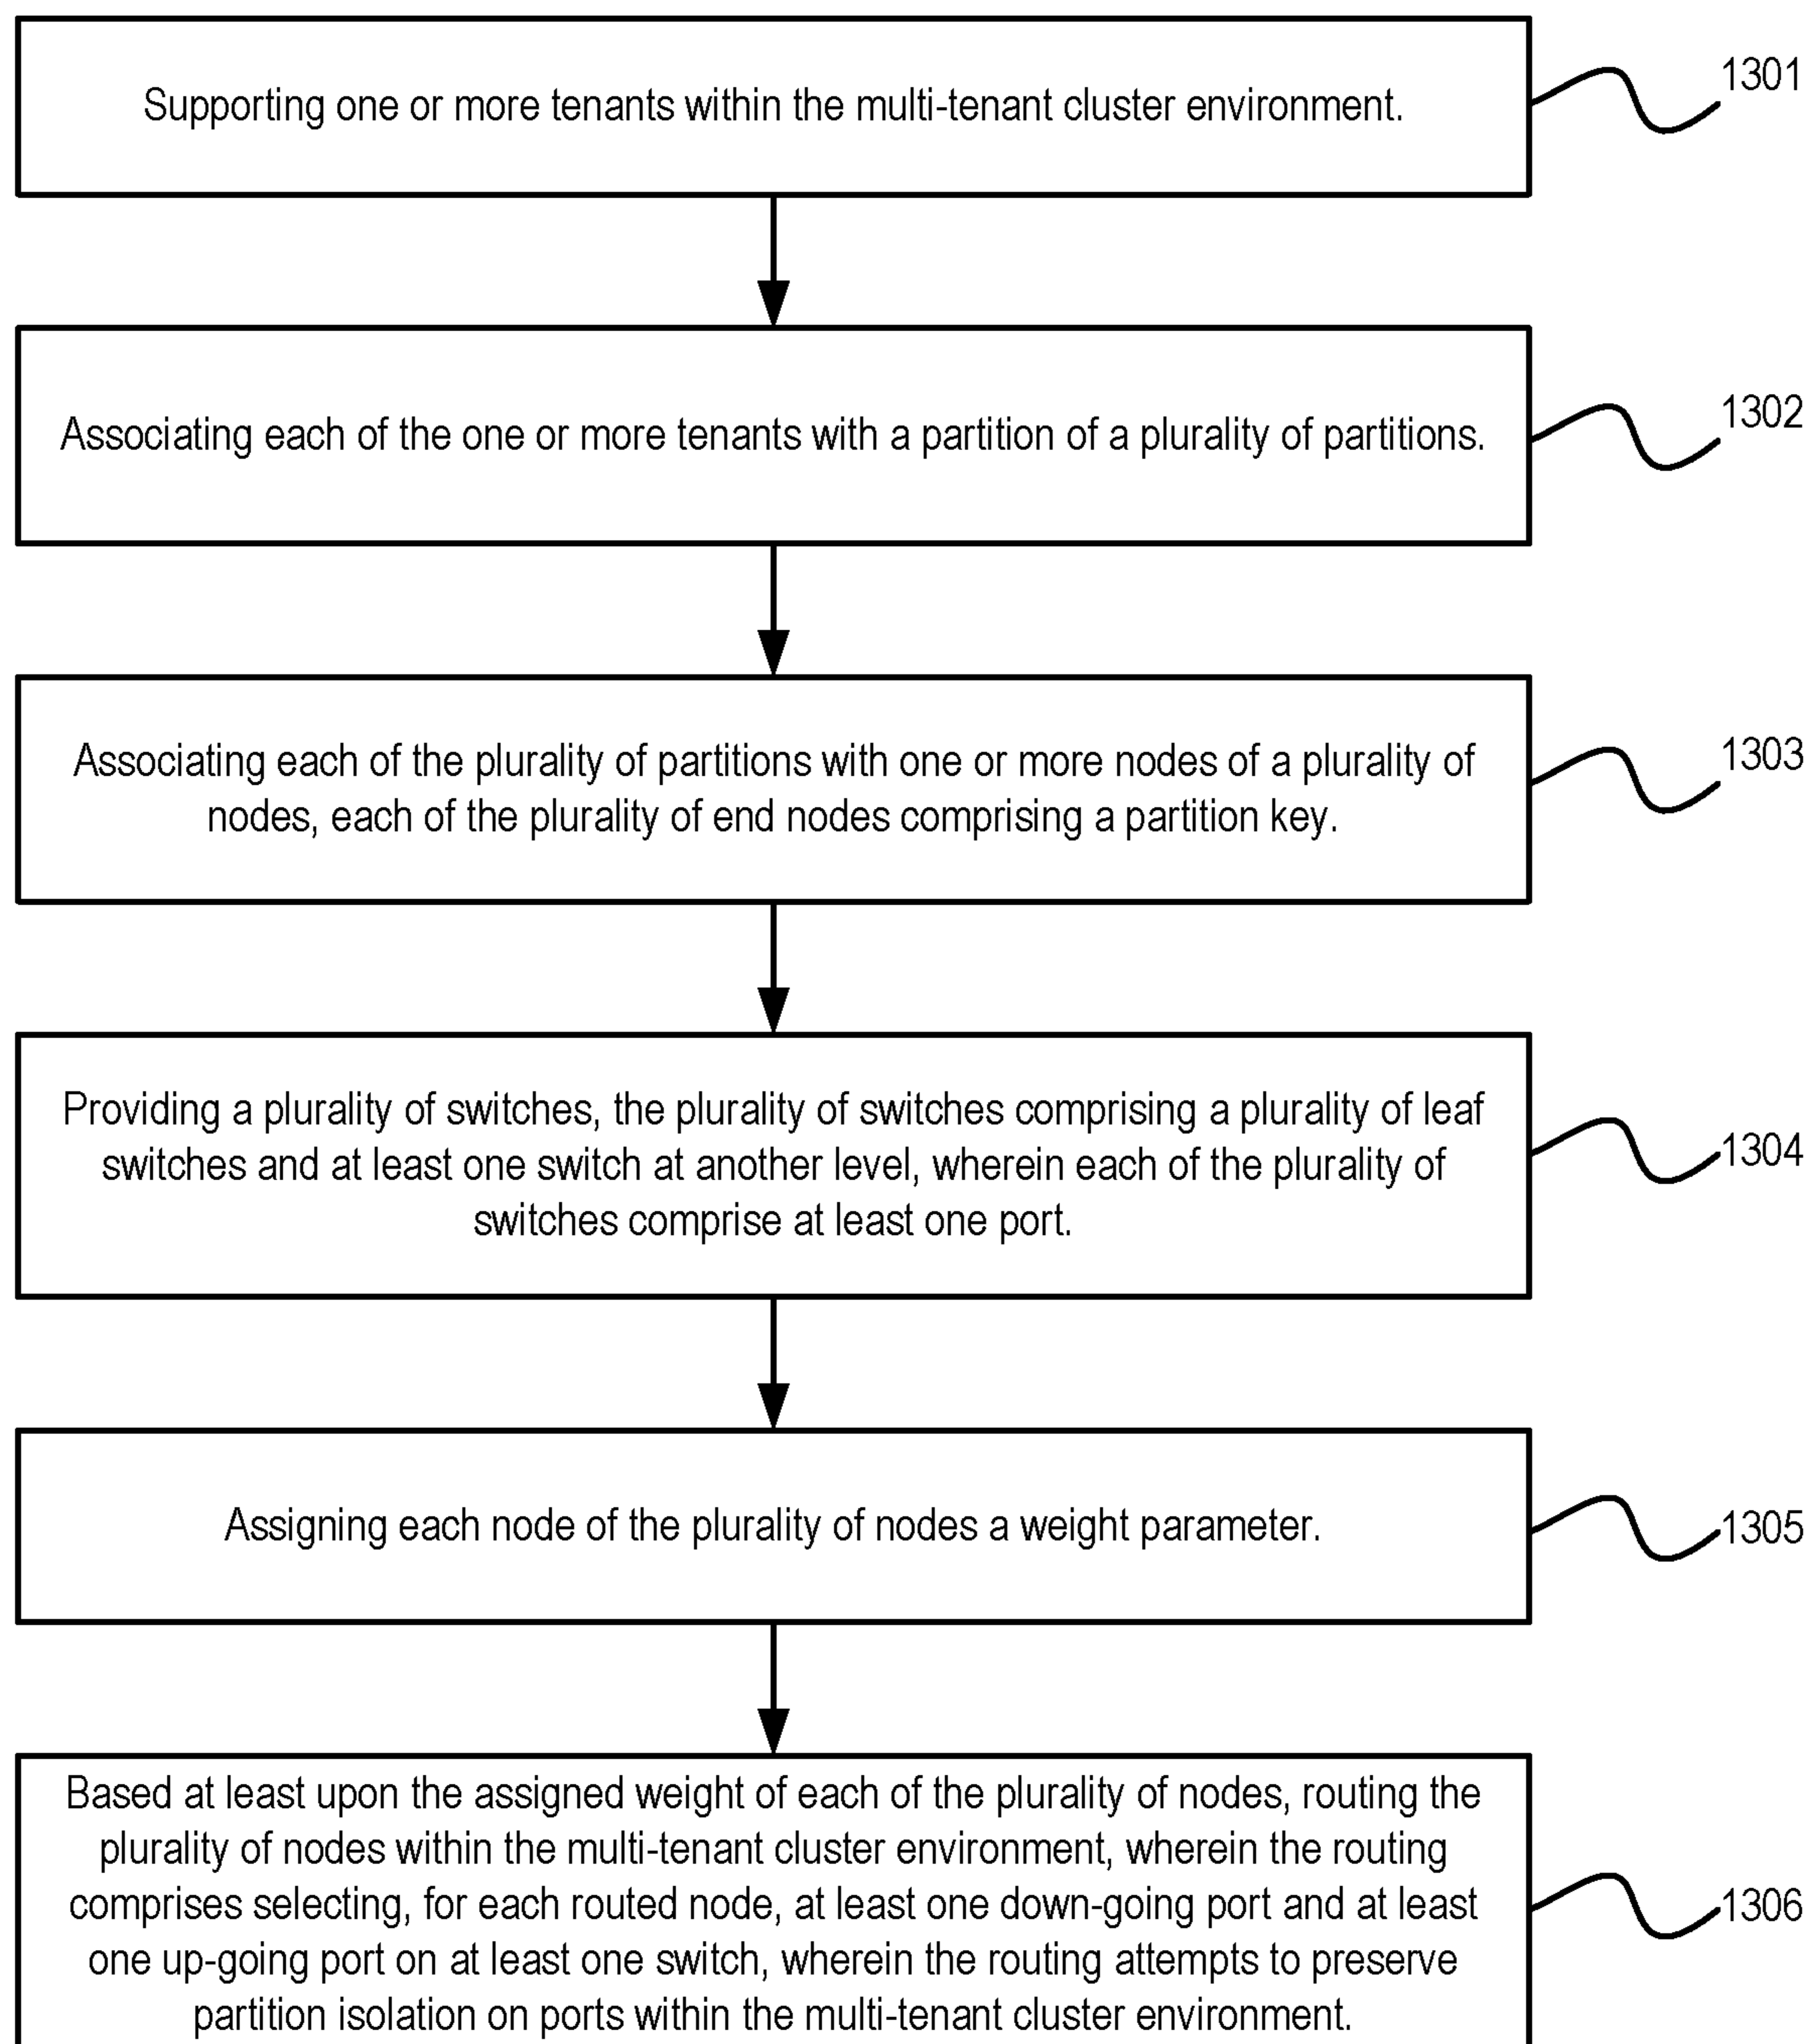 Supporting one or more tenants within the multi-tenant cluster environment.
1301
Associating each of the one or more tenants with a partition of a plurality of partitions.
1302
Associating each of the plurality of partitions with one or more nodes of a plurality of
nodes, each of the plurality of end nodes comprising a partition key.
1303
Providing a plurality of switches, the plurality of switches comprising a plurality of leaf
switches and at least one switch at another level, wherein each of the plurality of
switches comprise at least one port.
1304
Assigning each node of the plurality of nodes a weight parameter.
1305
Based at least upon the assigned weight of each of the plurality of nodes, routing the
plurality of nodes within the multi-tenant cluster environment, wherein the routing
comprises selecting, for each routed node, at least one down-going port and at least
one up-going port on at least one switch, wherein the routing attempts to preserve
partition isolation on ports within the multi-tenant cluster environment.
1306